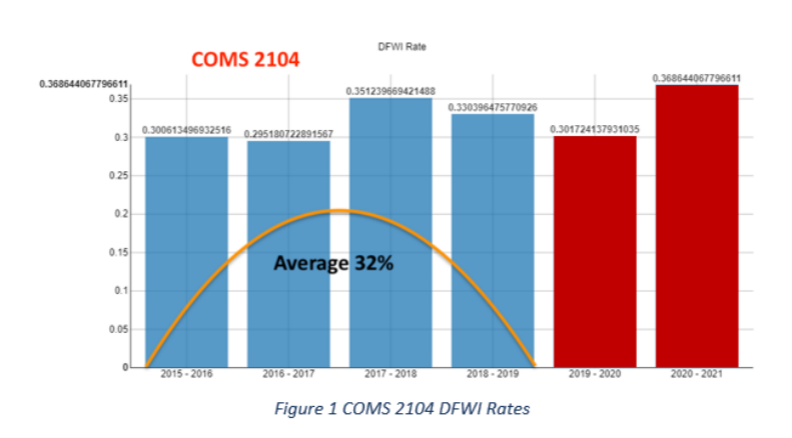 DFWI Rate
COMS 2104
0.368644067796611
0.368644067796611
0.351239669421488
0.35
0.330396475770926
0.300613496932516
0.295180722891567
0.301724137931035
0.3
0.25
0.2
0.15
Average 32%
0.1
0.05
0
2015 - 2016
2016 - 2017
2017 - 2018
2018 - 2019
2019 - 2020
2020 - 2021
Figure 1 COMS 2104 DFWI Rates